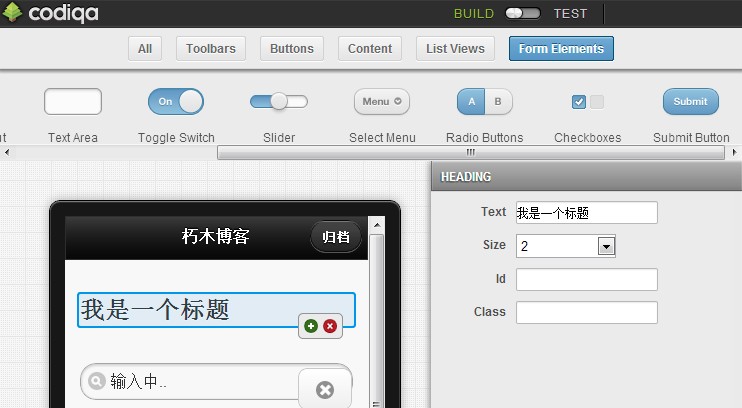 codiqa BUILD TEST
All Toolbars Buttons Content List Views Form Elements
On Menu A B Submit
Text Area Toggle Switch Slider Select Menu Radio Buttons Checkboxes Submit Button
HEADING
Text 我是一个标题
Size 2
Id
Class
朽木博客 归档
我是一个标题
输入中..